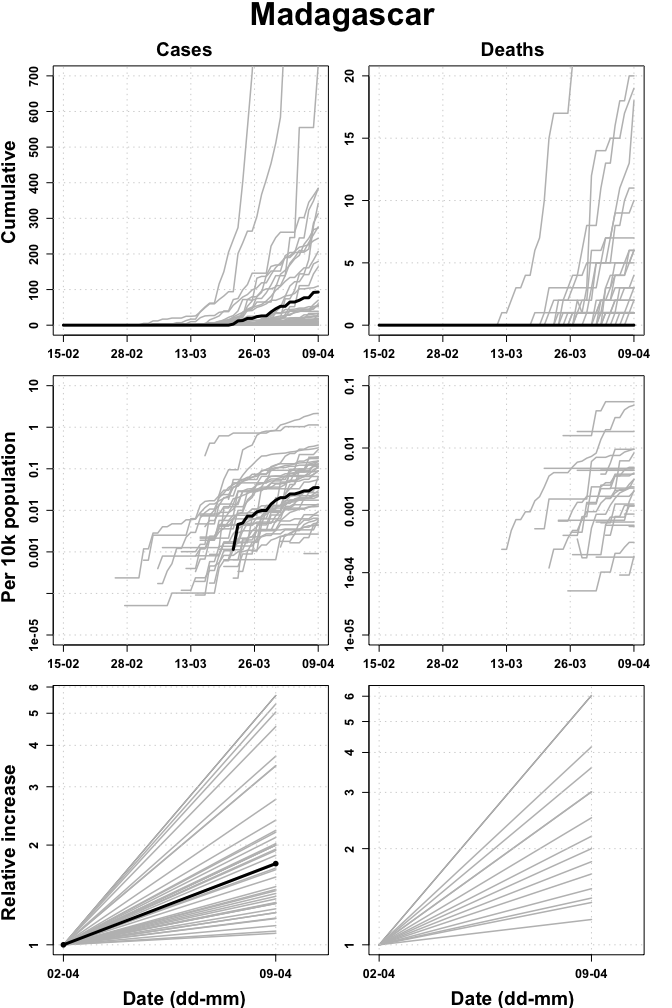 Madagascar
Cases
Deaths
Cumulative
700
600
500
400
300
200
100
0
15-02 28-02 13-03 26-03 09-04
20
15
10
5
0
15-02 28-02 13-03 26-03 09-04
Per 10k population
10
1
0.1
0.01
0.001
1e-05
15-02 28-02 13-03 26-03 09-04
0.1
0.01
0.001
1e-04
1e-05
15-02 28-02 13-03 26-03 09-04
Relative increase
6
5
4
3
2
1
02-04 09-04
6
5
4
3
2
1
02-04 09-04
Date (dd-mm)
Date (dd-mm)